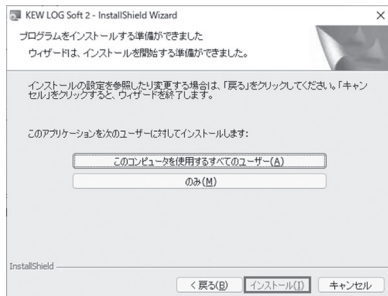 KEW LOG Soft 2 - InstallShield Wizard
プログラムをインストールする準備ができました
ウィザードは、インストールを開始する準備ができました。
インストールの設定を参照したり変更する場合は、「戻る」をクリックしてください。「キャン
セル」をクリックすると、ウィザードを終了します。
このアプリケーションを次のユーザーに対してインストールします:
このコンピュータを使用するすべてのユーザー(A)
のみ(M)
InstallShield
< 戻る(B) インストール(I) キャンセル